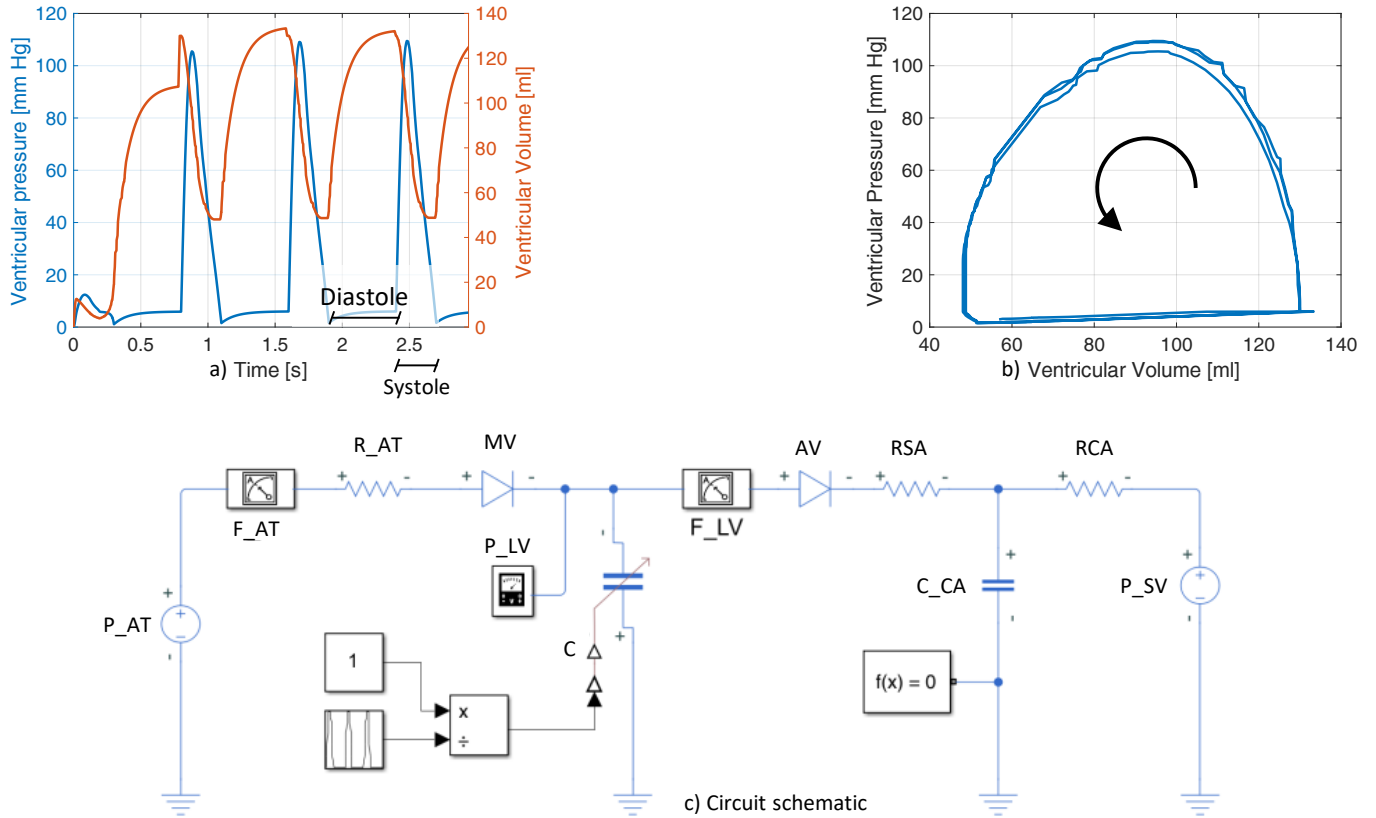 Ventricular pressure [mm Hg]
120
100
80
60
40
20
0
140
120
100
80
60
40
20
0
Ventricular Volume [ml]
Diastole
0
0.5
1
1.5
2
2.5
a) Time [s]
Systole
Ventricular Pressure [mm Hg]
120
100
80
60
40
20
0
40
60
80
100
120
140
b) Ventricular Volume [ml]
R_AT
MV
AV
RSA
RCA
+ - + - + - + - + -
A
A
F_AT
F_LV
P_LV
-
+
+
+
P_AT
+
−
C_CA
P_SV
+
−
-
-
-
C
+
1
x
÷
f(x) = 0
c) Circuit schematic